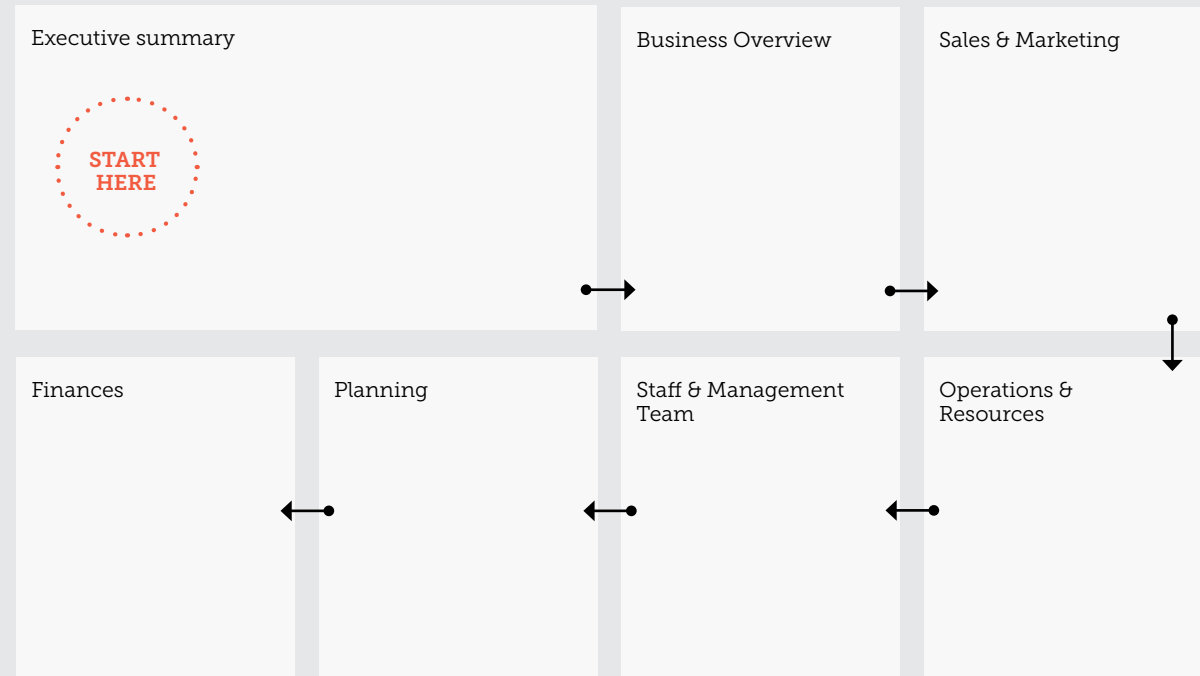 Executive summary
START
HERE
Business Overview
Sales & Marketing
Finances
Planning
Staff & Management
Team
Operations &
Resources